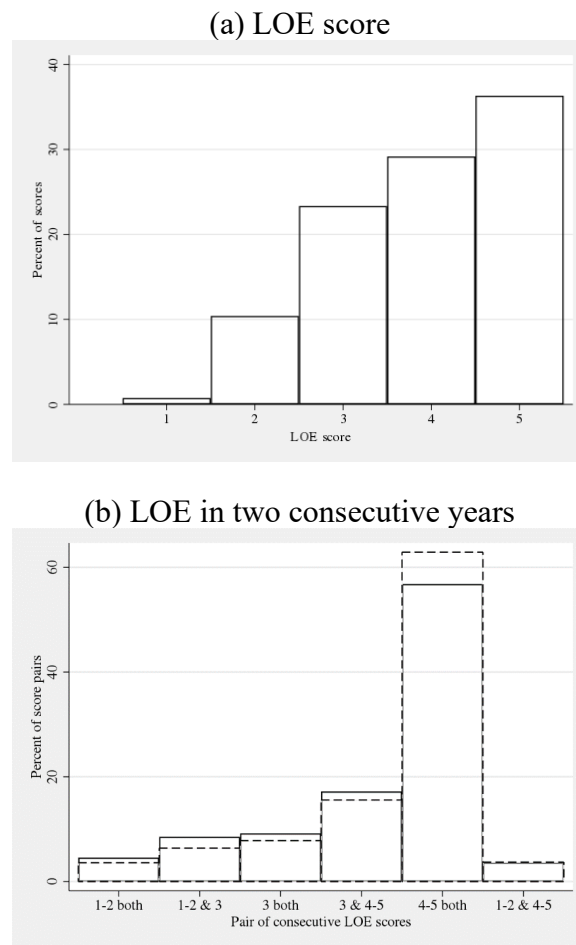 (a) LOE score
40
30
20
10
0
Percent of scores
1 2 3 4 5
LOE score
(b) LOE in two consecutive years
60
40
20
0
Percent of score pairs
1-2 both 1-2 & 3 3 both 3 & 4-5 4-5 both 1-2 & 4-5
Pair of consecutive LOE scores